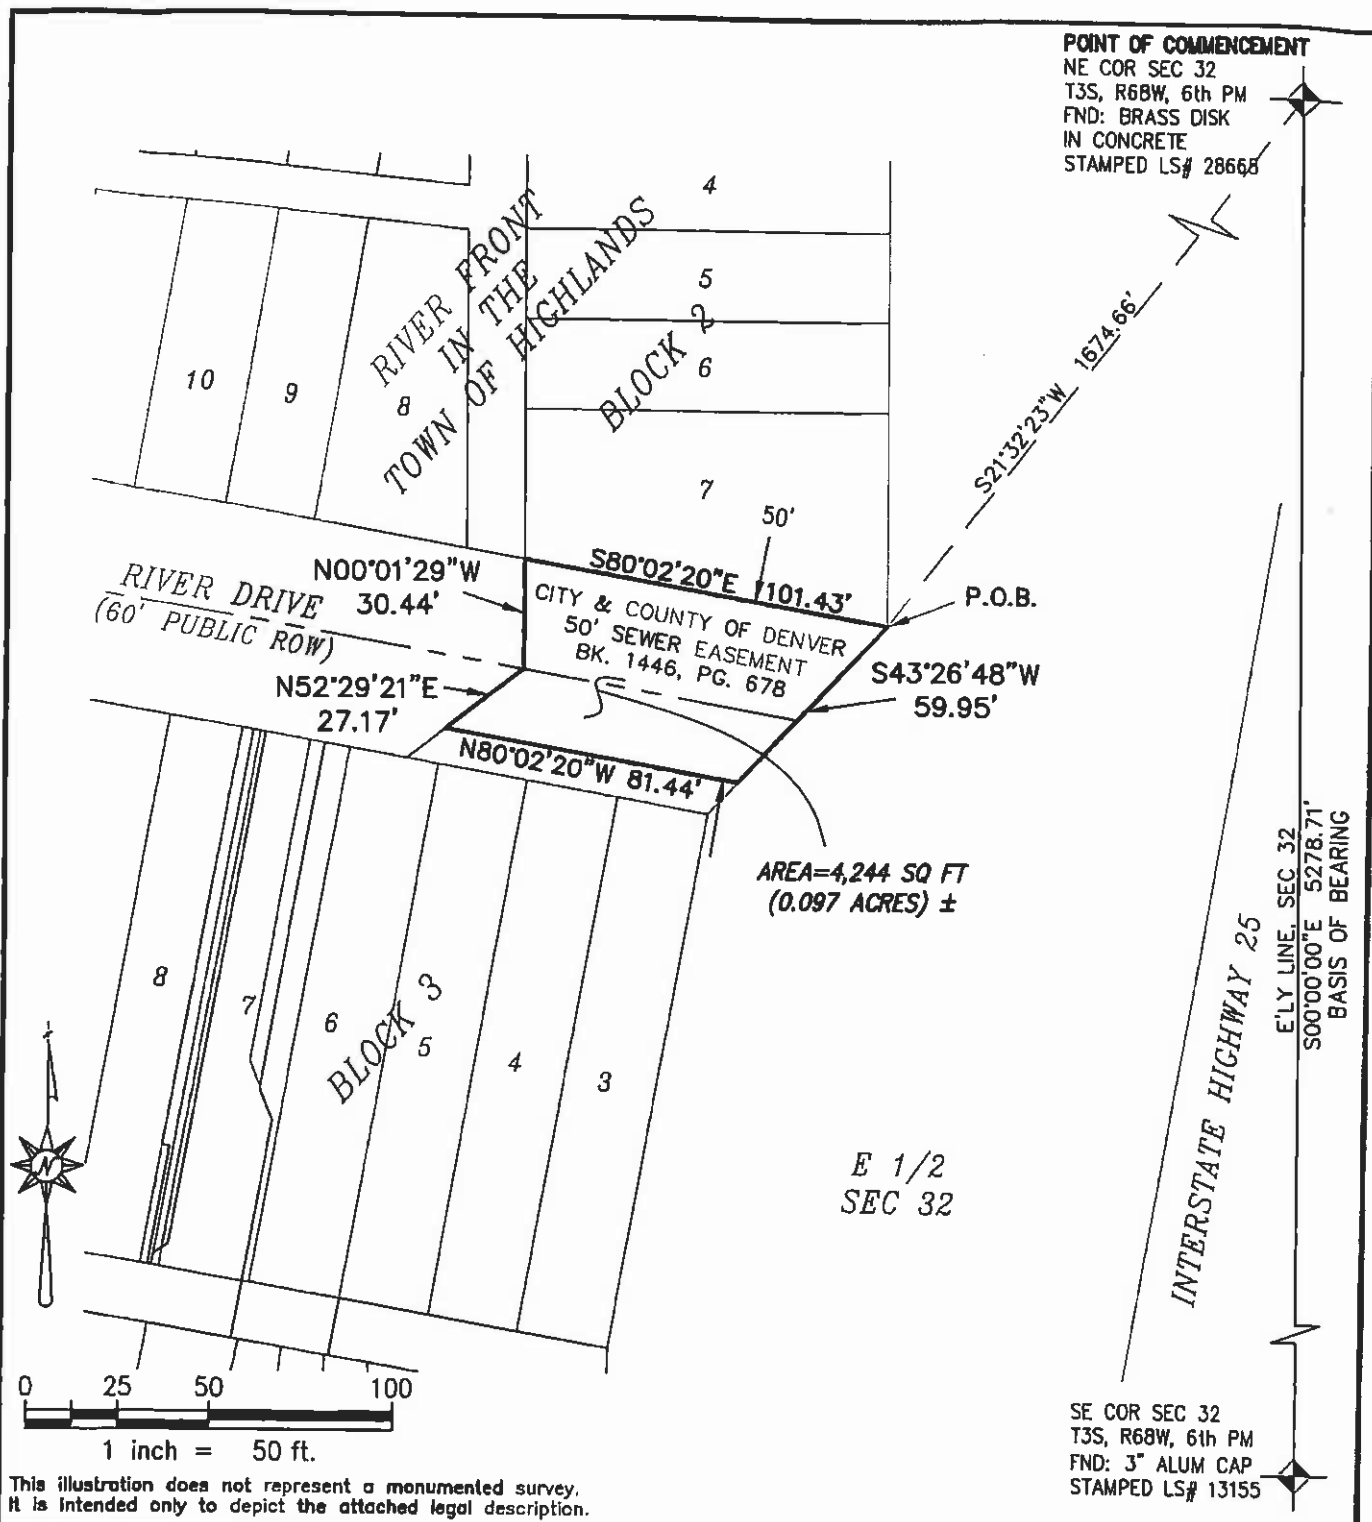 POINT OF COMMENCEMENT
NE COR SEC 32
T3S, R68W, 6th PM
FND: BRASS DISK
IN CONCRETE
STAMPED LS# 28668
4
5
6
7
RIVER FRONT
IN THE
TOWN OF HIGHLANDS
BLOCK 2
10
9
8
S21°32'23"W 1674.66'
50'
S80°02'20"E 101.43'
P.O.B.
N00°01'29"W
30.44'
RIVER DRIVE
(60' PUBLIC ROW)
CITY & COUNTY OF DENVER
50' SEWER EASEMENT
BK. 1446, PG. 678
S43°26'48"W
59.95'
N52°29'21"E
27.17'
N80°02'20"W 81.44'
AREA=4,244 SQ FT
(0.097 ACRES) ±
8
7
6
5
4
3
BLOCK 3
E 1/2
SEC 32
INTERSTATE HIGHWAY 25
E'LY LINE, SEC 32
S00°00'00"E 5278.71'
BASIS OF BEARING
N
0 25 50 100
1 inch = 50 ft.
This illustration does not represent a monumented survey.
It is intended only to depict the attached legal description.
SE COR SEC 32
T3S, R68W, 6th PM
FND: 3" ALUM CAP
STAMPED LS# 13155